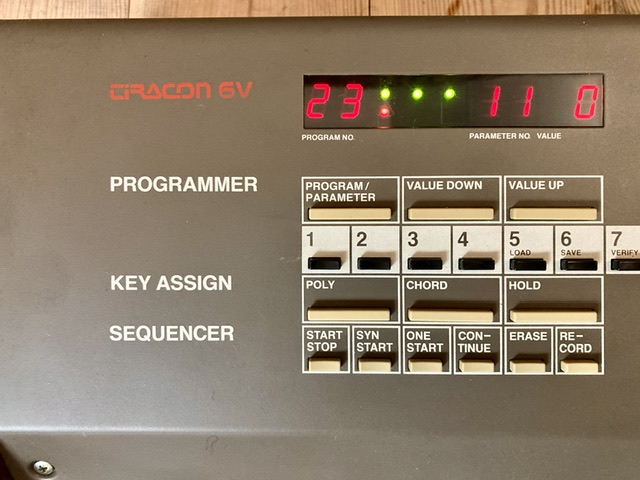 SIRACON 6V
23 11 0
PROGRAM NO. PARAMETER NO. VALUE
PROGRAMMER
PROGRAM/
PARAMETER
VALUE DOWN
VALUE UP
1 2 3 4 5 6 7
LOAD SAVE VERIFY
KEY ASSIGN
POLY CHORD HOLD
SEQUENCER
START
STOP
SYN
START
ONE
START
CON-
TINUE
ERASE
RE-
CORD